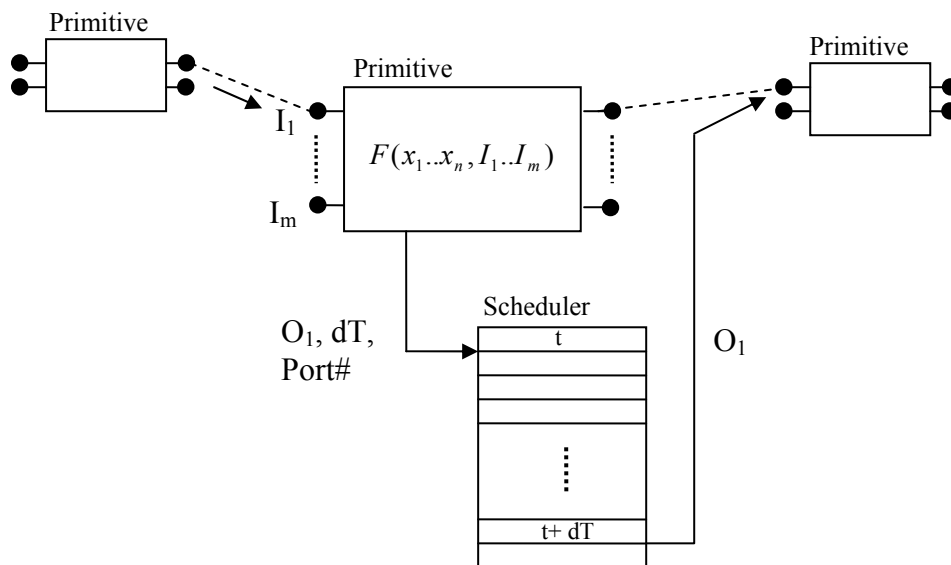 Primitive
Primitive
Primitive
I₁
F(x₁..xₙ, I₁..Iₘ)
Iₘ
Scheduler
t
O₁, dT,
Port#
O₁
t+ dT